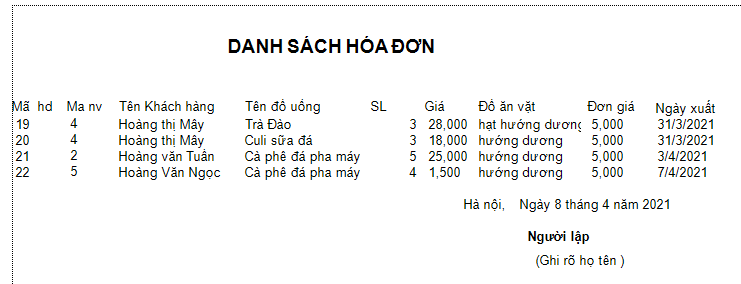 DANH SÁCH HÓA ĐƠN
Mã hd Ma nv Tên Khách hàng Tên đồ uống SL Giá Đồ ăn vặt Đơn giá Ngày xuất
19 4 Hoàng thị Mây Trà Đào 3 28,000 hạt hướng dương 5,000 31/3/2021
20 4 Hoàng thị Mây Culi sữa đá 3 18,000 hướng dương 5,000 31/3/2021
21 2 Hoàng văn Tuấn Cà phê đá pha máy 5 25,000 hướng dương 5,000 3/4/2021
22 5 Hoàng Văn Ngọc Cà phê đá pha máy 4 1,500 hướng dương 5,000 7/4/2021
Hà nội, Ngày 8 tháng 4 năm 2021
Người lập
(Ghi rõ họ tên )